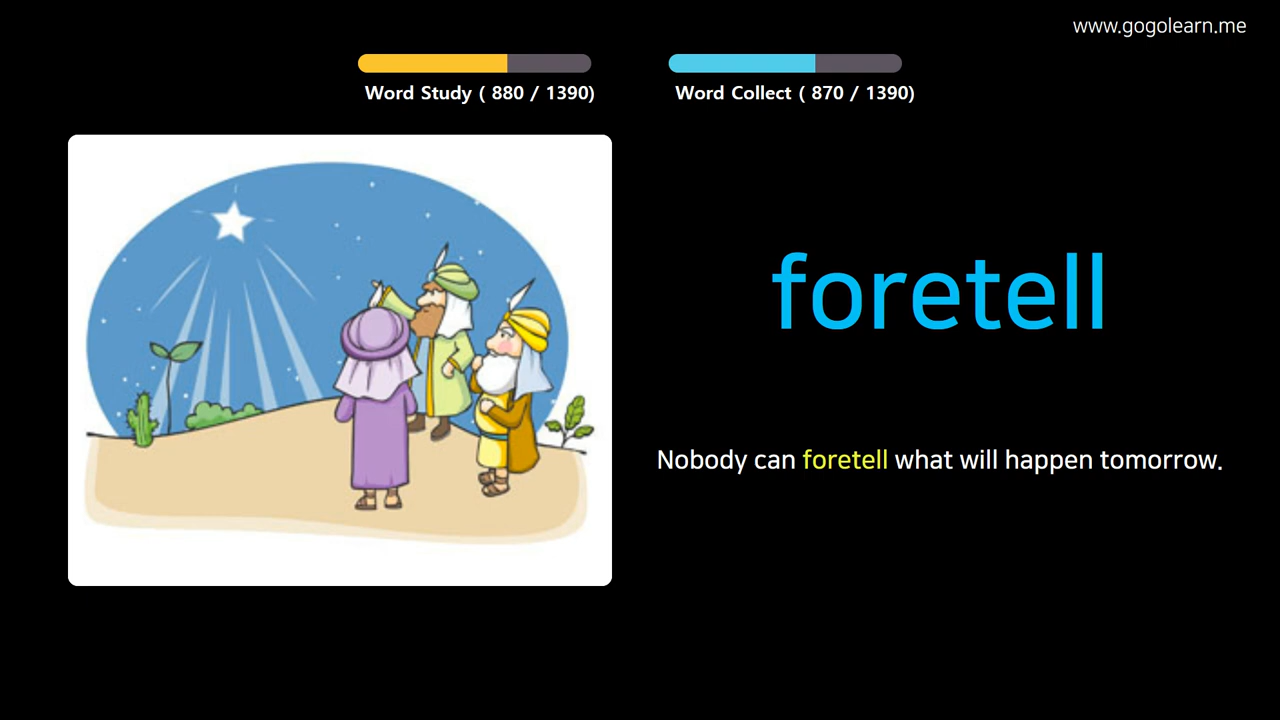 www.gogolearn.me
Word Study ( 880 / 1390)
Word Collect ( 870 / 1390)
foretell
Nobody can foretell what will happen tomorrow.